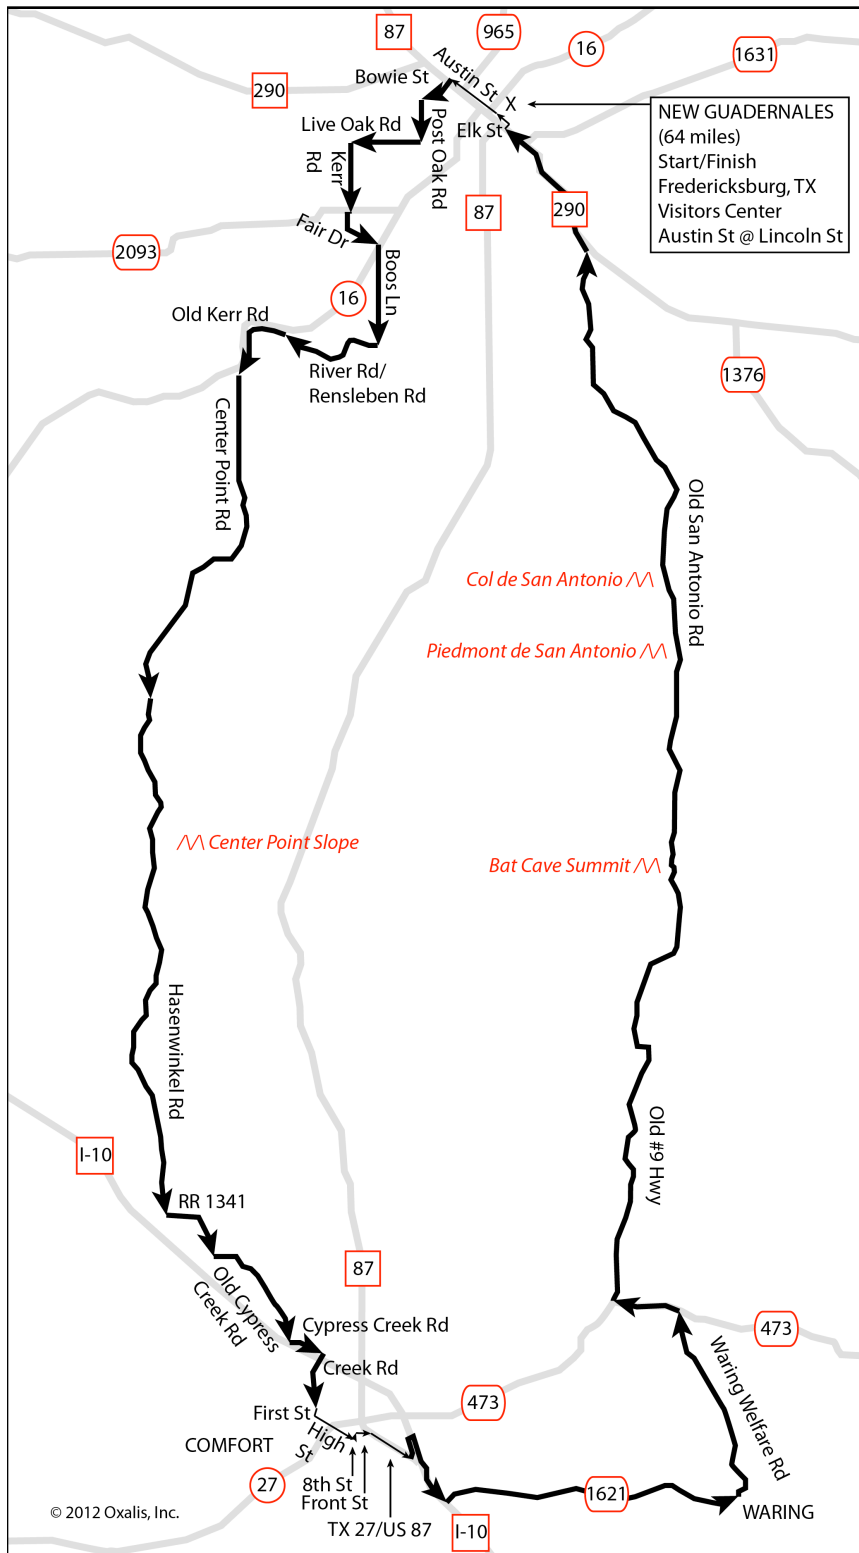 87
965
16
1631
290
Bowie St
Austin St
X
Elk St
Live Oak Rd
Post Oak Rd
Kerr
Rd
NEW GUADERNALES
(64 miles)
Start/Finish
Fredericksburg, TX
Visitors Center
Austin St @ Lincoln St
87
290
2093
Fair Dr
Boos Ln
16
Old Kerr Rd
River Rd/
Rensleben Rd
1376
Center Point Rd
Old San Antonio Rd
Col de San Antonio /\/\
Piedmont de San Antonio /\/\
/\/\ Center Point Slope
Bat Cave Summit /\/\
Hasenwinkel Rd
Old #9 Hwy
I-10
RR 1341
87
Old Cypress
Creek Rd
Cypress Creek Rd
Creek Rd
473
Waring Welfare Rd
473
First St
High
St
COMFORT
27
8th St
Front St
TX 27/US 87
1621
WARING
I-10
© 2012 Oxalis, Inc.